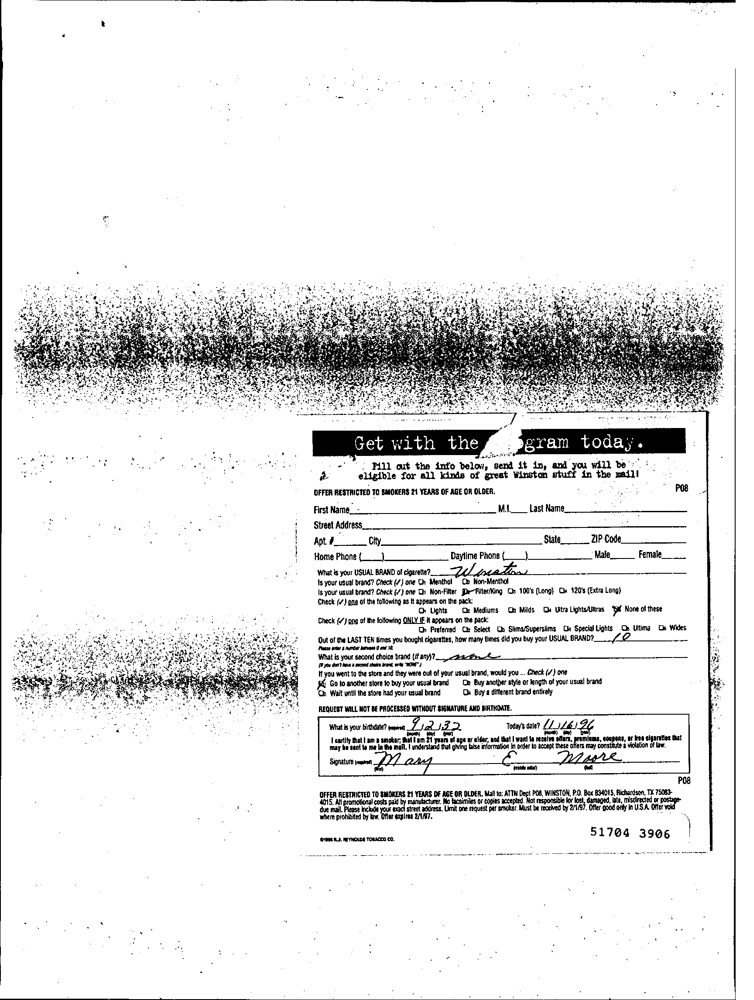 Get with the gram today.
Fill out the info below, send it in, and you will be
eligible for all kinds of great Winston stuff in the mail!
OFFER RESTRICTED TO SMOKERS 21 YEARS OF AGE OR OLDER.
P08
First Name M.I. Last Name
Street Address
Apt. # City State ZIP Code
Home Phone ( ) Daytime Phone ( ) Male Female
What is your USUAL BRAND of cigarette? Winston
Is your usual brand? Check (✓) one Menthol Non-Menthol
Is your usual brand? Check (✓) one Non-Filter Filter/King 100's (Long) 120's (Extra Long)
Check (✓) one of the following as it appears on the pack:
Lights Mediums Milds Ultra Lights/Ultras None of these
Check (✓) one of the following ONLY IF it appears on the pack:
Preferred Select Slims/Superslims Special Lights Ultima Wides
Out of the LAST TEN times you bought cigarettes, how many times did you buy your USUAL BRAND? 10
Please enter a number between 0 and 10.
What is your second choice brand (if any)? none
(If you don't have a second choice brand, write "NONE".)
If you went to the store and they were out of your usual brand, would you ... Check (✓) one
Go to another store to buy your usual brand Buy another style or length of your usual brand
Wait until the store had your usual brand Buy a different brand entirely
REQUEST WILL NOT BE PROCESSED WITHOUT SIGNATURE AND BIRTHDATE.
What is your birthdate? (required) 9/2/32 Today's date? 11/16/96
(month) (day) (year) (month) (day) (year)
I certify that I am a smoker, that I am 21 years of age or older, and that I want to receive offers, premiums, coupons, or free cigarettes that
may be sent to me in the mail. I understand that giving false information in order to accept these offers may constitute a violation of law.
Signature (required) Mary E Moore
(first) (middle initial) (last)
P08
OFFER RESTRICTED TO SMOKERS 21 YEARS OF AGE OR OLDER. Mail to: ATTN Dept P08, WINSTON, P.O. Box 834015, Richardson, TX 75083-
4015. All promotional costs paid by manufacturer. No facsimiles or copies accepted. Not responsible for lost, damaged, late, misdirected or postage-
due mail. Please include your exact street address. Limit one request per smoker. Must be received by 2/1/97. Offer good only in U.S.A. Offer void
where prohibited by law. Offer expires 2/1/97.
51704 3906
©1996 R.J. REYNOLDS TOBACCO CO.